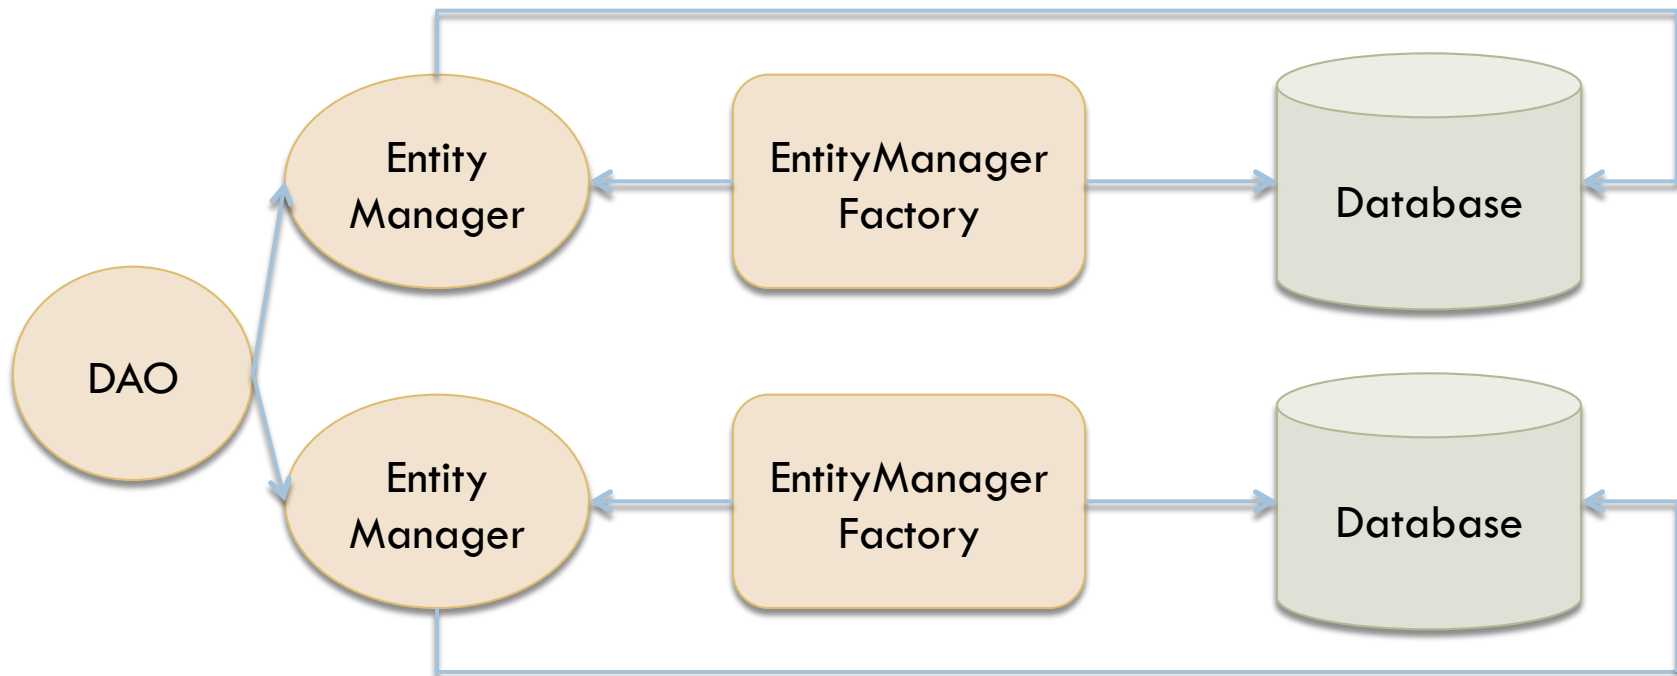 Entity
Manager
EntityManager
Factory
Database
DAO
Entity
Manager
EntityManager
Factory
Database